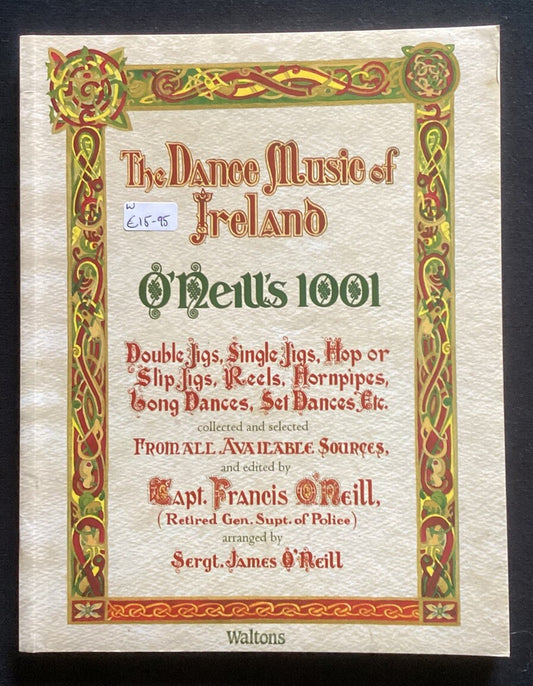 The Dance Music of
W
€15-95
Ireland
O'Neill's 1001
Double Jigs, Single Jigs, Hop or
Slip Jigs, Reels, Hornpipes,
Long Dances, Set Dances, Etc.
collected and selected
From all Available Sources,
and edited by
Capt. Francis O'Neill,
(Retired Gen. Supt. of Police)
arranged by
Sergt. James O'Neill
Waltons